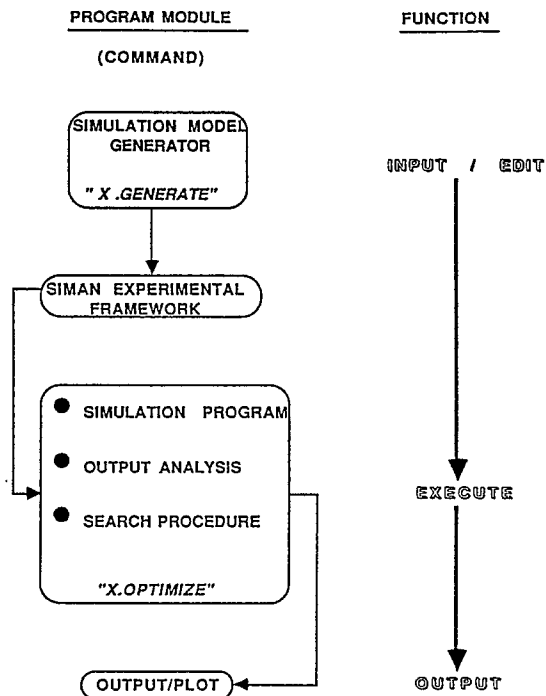 PROGRAM MODULE
(COMMAND)
FUNCTION
SIMULATION MODEL
GENERATOR
" X .GENERATE"
INPUT / EDIT
SIMAN EXPERIMENTAL
FRAMEWORK
● SIMULATION PROGRAM
● OUTPUT ANALYSIS
● SEARCH PROCEDURE
"X.OPTIMIZE"
EXECUTE
OUTPUT/PLOT
OUTPUT